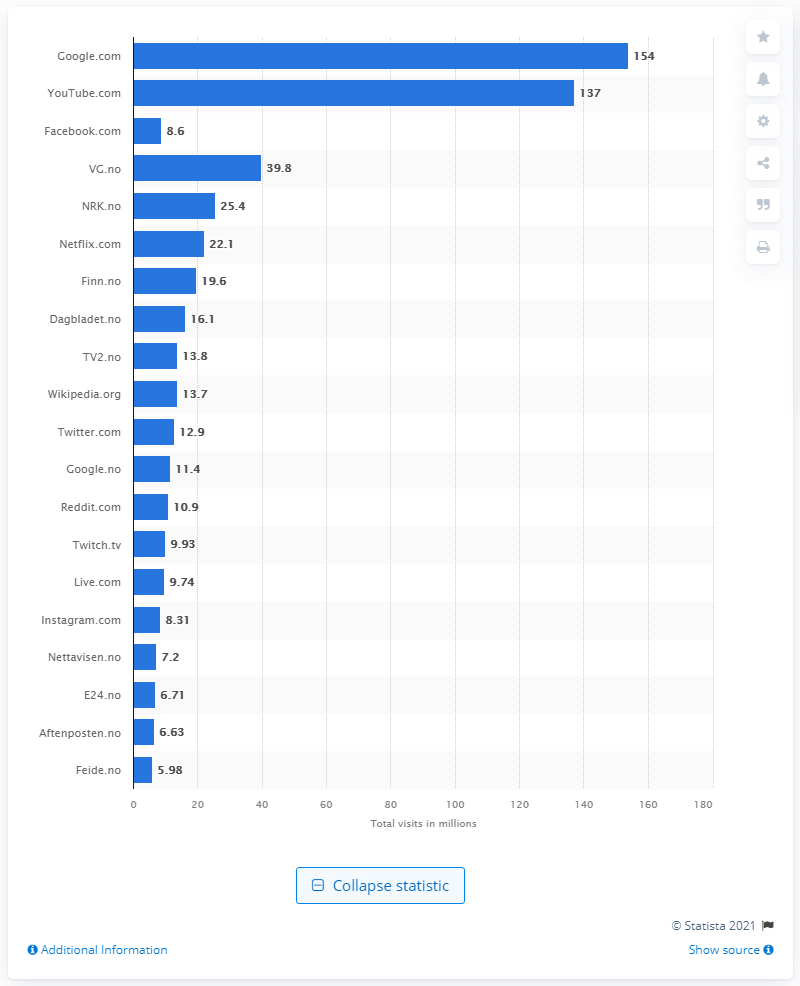 Google.com 154
YouTube.com 137
Facebook.com 8.6
VG.no 39.8
NRK.no 25.4
Netflix.com 22.1
Finn.no 19.6
Dagbladet.no 16.1
TV2.no 13.8
Wikipedia.org 13.7
Twitter.com 12.9
Google.no 11.4
Reddit.com 10.9
Twitch.tv 9.93
Live.com 9.74
Instagram.com 8.31
Nettavisen.no 7.2
E24.no 6.71
Aftenposten.no 6.63
Feide.no 5.98
0 20 40 60 80 100 120 140 160 180
Total visits in millions
Collapse statistic
© Statista 2021
Additional Information Show source